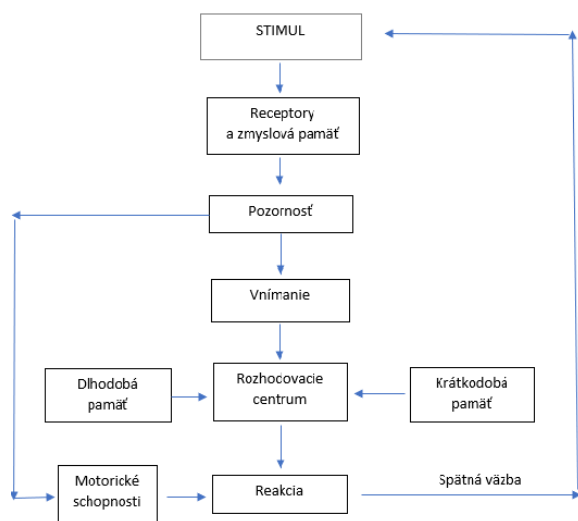 STIMUL
Receptory
a zmyslová pamäť
Pozornosť
Vnímanie
Dlhodobá
pamäť
Rozhodovacie
centrum
Krátkodobá
pamäť
Motorické
schopnosti
Reakcia
Spätná väzba